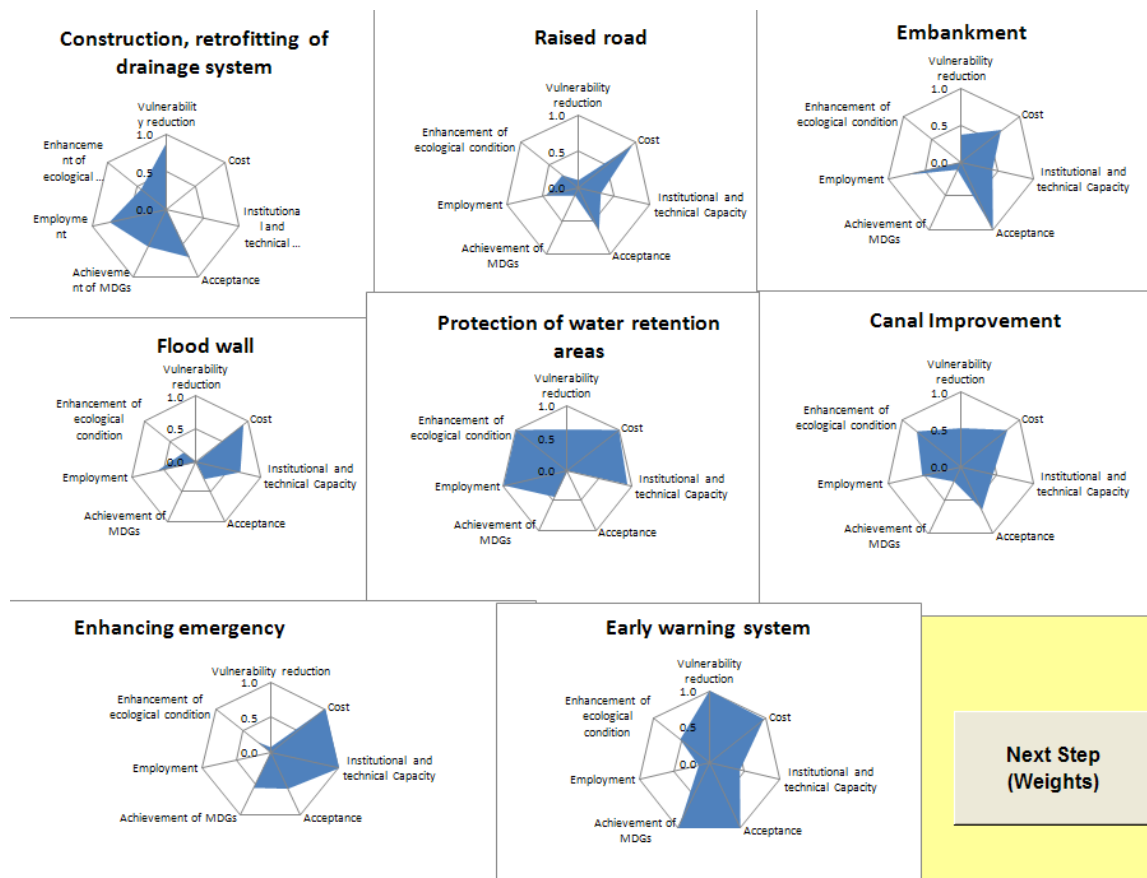 Construction, retrofitting of
drainage system
Vulnerabilit
y reduction
1.0
Enhanceme
nt of
ecological ...
0.5
Cost
0.0
Employme
nt
Institutiona
l and
technical ...
Achieveme
nt of MDGs
Acceptance
Raised road
Vulnerability
reduction
1.0
Enhancement of
ecological condition
0.5
Cost
0.0
Employment
Institutional and
technical Capacity
Achievement of
MDGs
Acceptance
Embankment
Vulnerability
reduction
1.0
Enhancement of
ecological condition
0.5
Cost
0.0
Employment
Institutional and
technical Capacity
Achievement of MDGs
Acceptance
Flood wall
Vulnerability
reduction
1.0
Enhancement of
ecological
condition
0.5
Cost
0.0
Employment
Institutional and
technical Capacity
Achievement of
MDGs
Acceptance
Protection of water retention
areas
Vulnerability
reduction
1.0
Enhancement of
ecological condition
0.5
Cost
0.0
Employment
Institutional and
technical Capacity
Achievement of
MDGs
Acceptance
Canal Improvement
Vulnerability
reduction
1.0
Enhancement of
ecological condition
0.5
Cost
0.0
Employment
Institutional and
technical Capacity
Achievement of
MDGs
Acceptance
Enhancing emergency
Vulnerability reduction
1.0
Enhancement of
ecological condition
0.5
Cost
0.0
Employment
Institutional and
technical Capacity
Achievement of MDGs
Acceptance
Early warning system
Vulnerability
reduction
1.0
Enhancement of
ecological
condition
0.5
Cost
0.0
Employment
Institutional and
technical Capacity
Achievement of
MDGs
Acceptance
Next Step
(Weights)